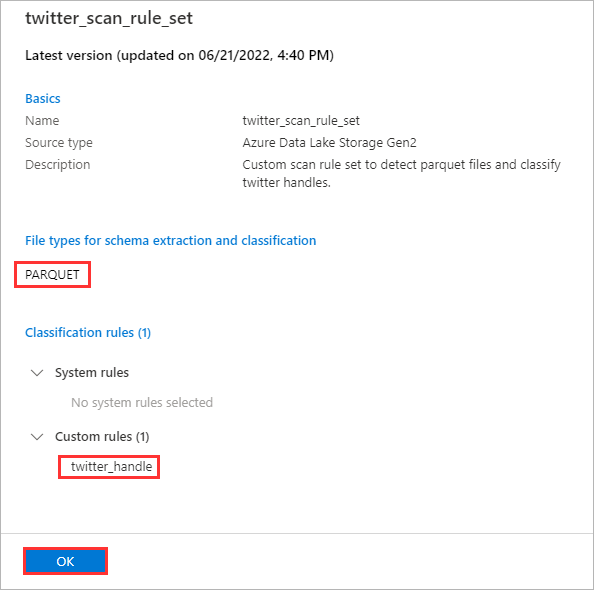 twitter_scan_rule_set
Latest version (updated on 06/21/2022, 4:40 PM)
Basics
Name twitter_scan_rule_set
Source type Azure Data Lake Storage Gen2
Description Custom scan rule set to detect parquet files and classify
twitter handles.
File types for schema extraction and classification
PARQUET
Classification rules (1)
System rules
No system rules selected
Custom rules (1)
twitter_handle
OK